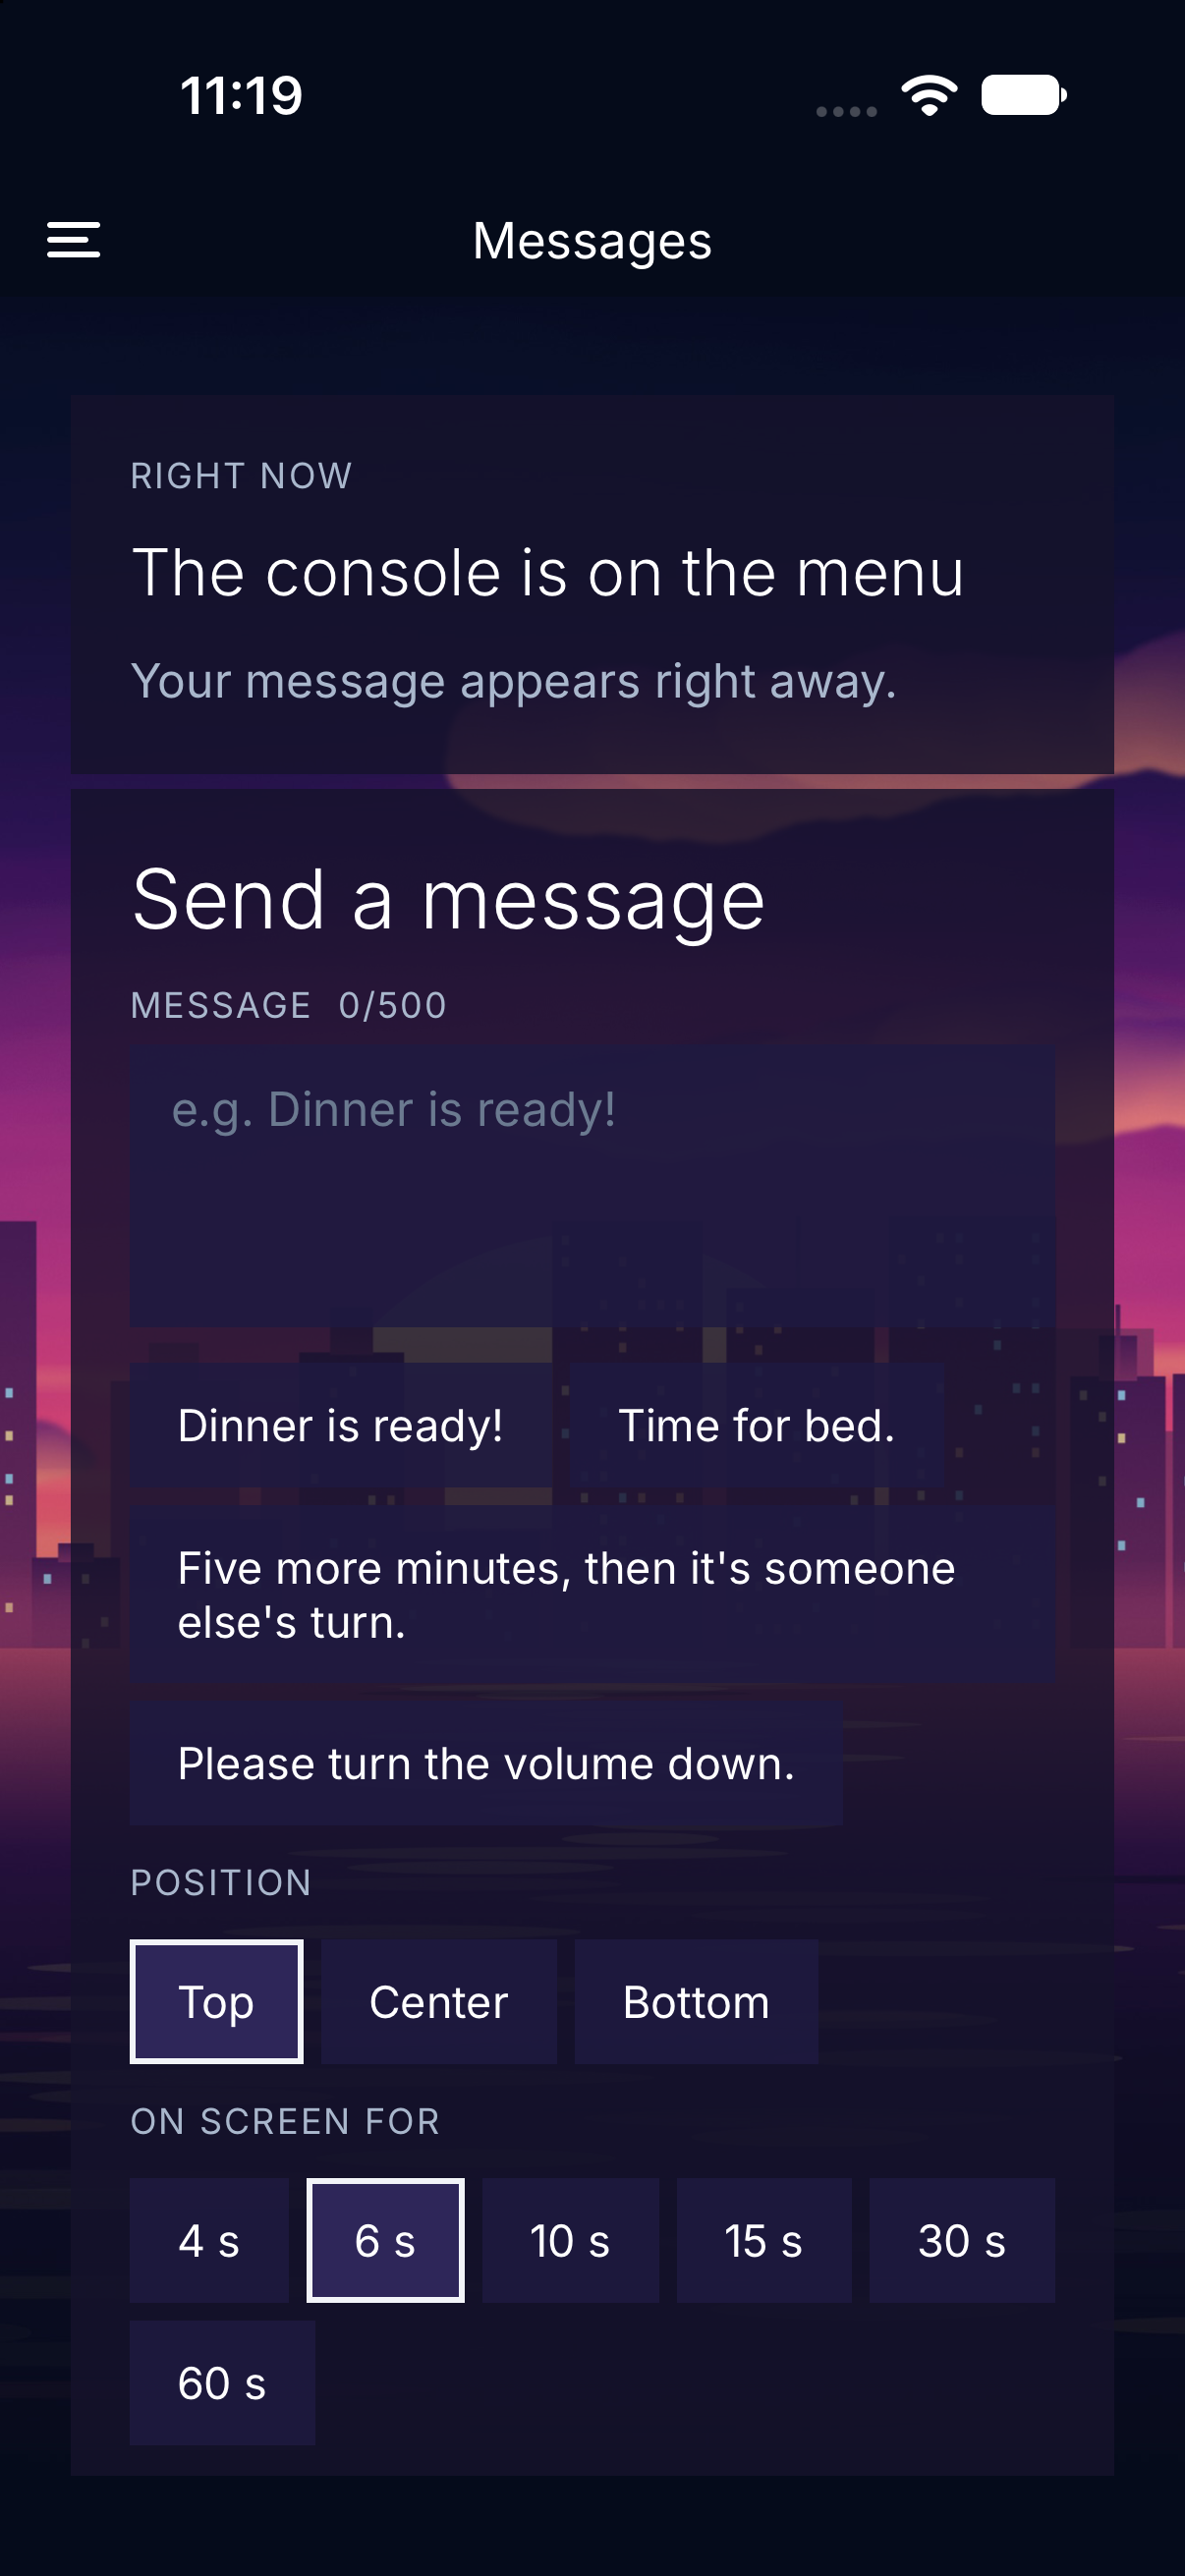 11:19
Messages
RIGHT NOW
The console is on the menu
Your message appears right away.
Send a message
MESSAGE 0/500
e.g. Dinner is ready!
Dinner is ready!
Time for bed.
Five more minutes, then it's someone
else's turn.
Please turn the volume down.
POSITION
Top
Center
Bottom
ON SCREEN FOR
4 s
6 s
10 s
15 s
30 s
60 s